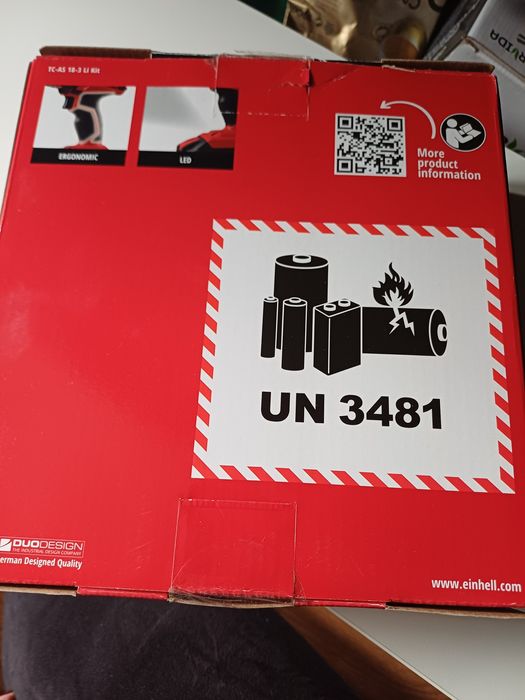 TC-AS 18-3 Li Kit
ERGONOMIC
LED
More
product
information
UN 3481
DUODESIGN
THE INDUSTRIAL DESIGN COMPANY
erman Designed Quality
www.einhell.com
VIDA